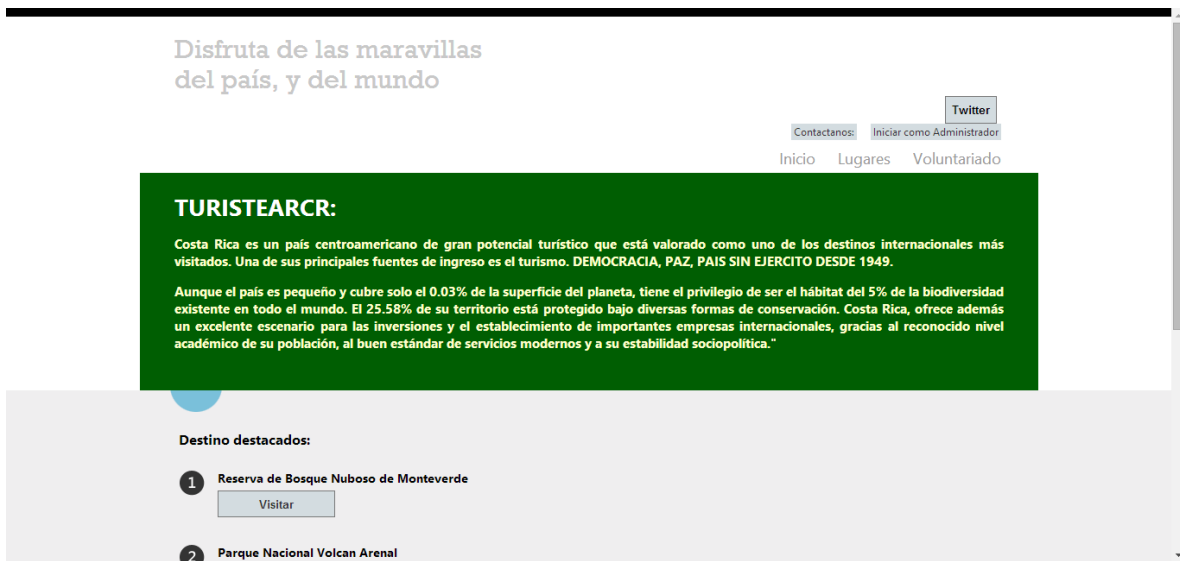 Disfruta de las maravillas
del país, y del mundo
Twitter
Contactanos: Iniciar como Administrador
Inicio Lugares Voluntariado
TURISTEARCR:
Costa Rica es un país centroamericano de gran potencial turístico que está valorado como uno de los destinos internacionales más
visitados. Una de sus principales fuentes de ingreso es el turismo. DEMOCRACIA, PAZ, PAIS SIN EJERCITO DESDE 1949.
Aunque el país es pequeño y cubre solo el 0.03% de la superficie del planeta, tiene el privilegio de ser el hábitat del 5% de la biodiversidad
existente en todo el mundo. El 25.58% de su territorio está protegido bajo diversas formas de conservación. Costa Rica, ofrece además
un excelente escenario para las inversiones y el establecimiento de importantes empresas internacionales, gracias al reconocido nivel
académico de su población, al buen estándar de servicios modernos y a su estabilidad sociopolítica."
Destino destacados:
1 Reserva de Bosque Nuboso de Monteverde
Visitar
2 Parque Nacional Volcan Arenal